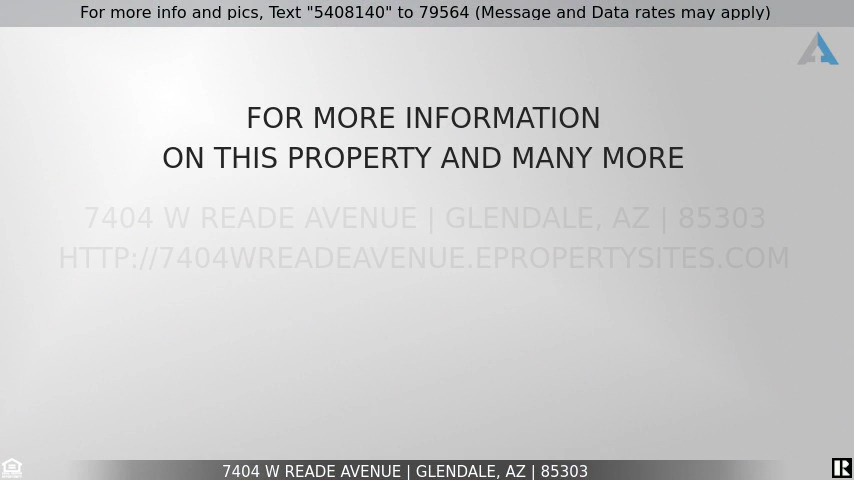 For more info and pics, Text "5408140" to 79564 (Message and Data rates may apply)
FOR MORE INFORMATION
ON THIS PROPERTY AND MANY MORE
7404 W READE AVENUE | GLENDALE, AZ | 85303
HTTP://7404WREADEAVENUE.EPROPERTYSITES.COM
7404 W READE AVENUE | GLENDALE, AZ | 85303